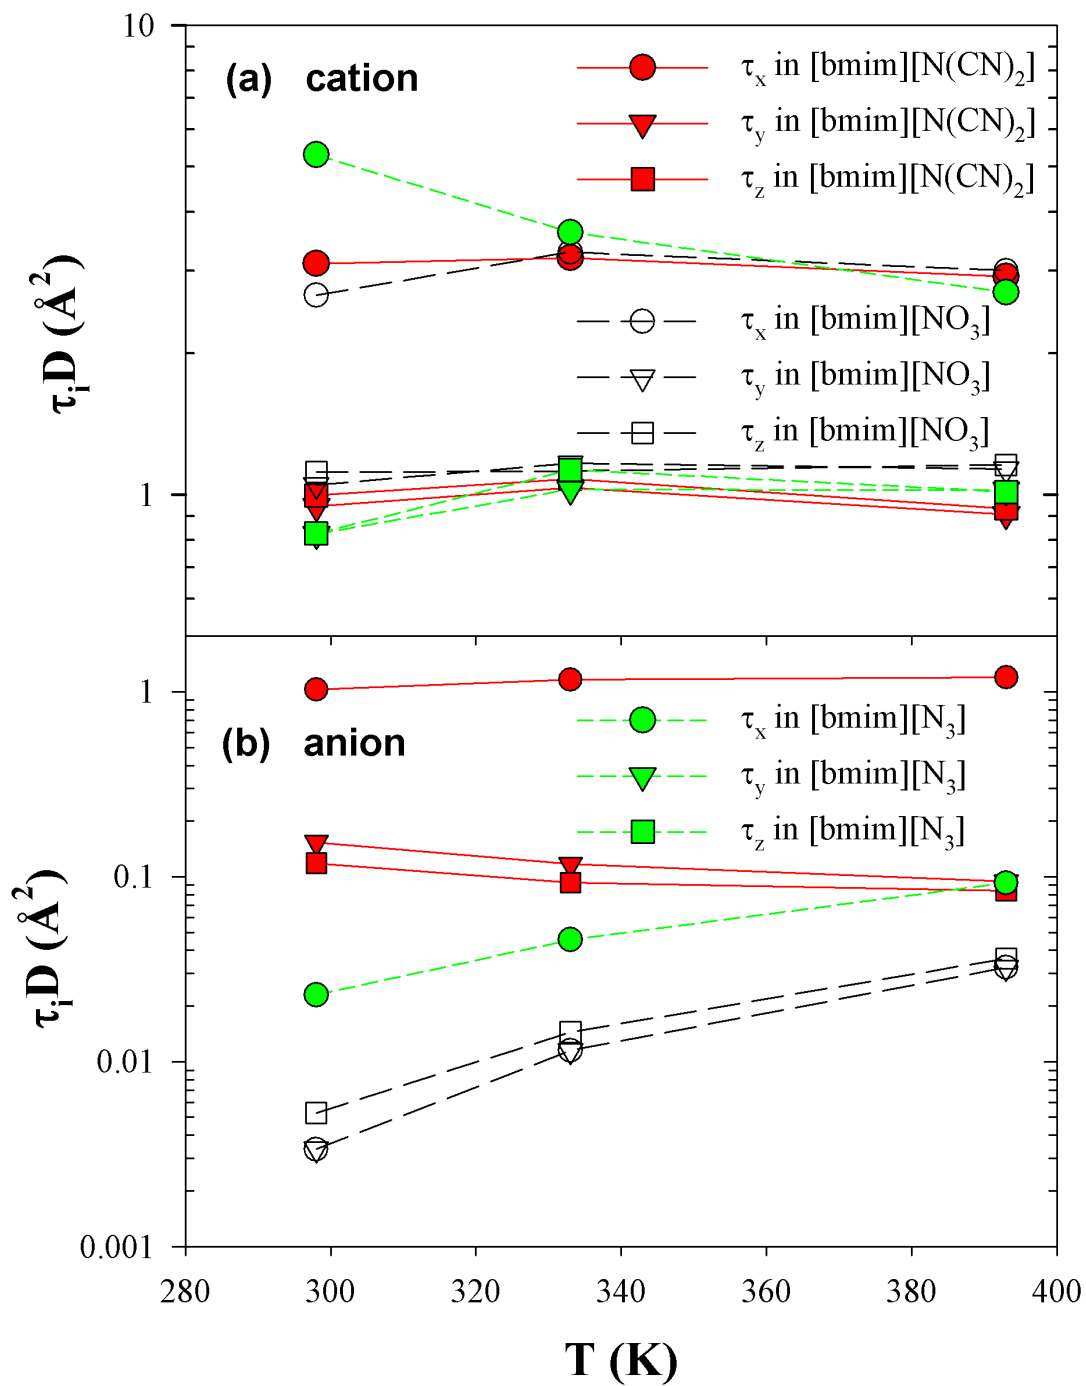 10
(a) cation
τx in [bmim][N(CN)2]
τy in [bmim][N(CN)2]
τz in [bmim][N(CN)2]
τiD (Å2)
τx in [bmim][NO3]
τy in [bmim][NO3]
τz in [bmim][NO3]
1
1
(b) anion
τx in [bmim][N3]
τy in [bmim][N3]
τz in [bmim][N3]
0.1
τiD (Å2)
0.01
0.001
280 300 320 340 360 380 400
T (K)